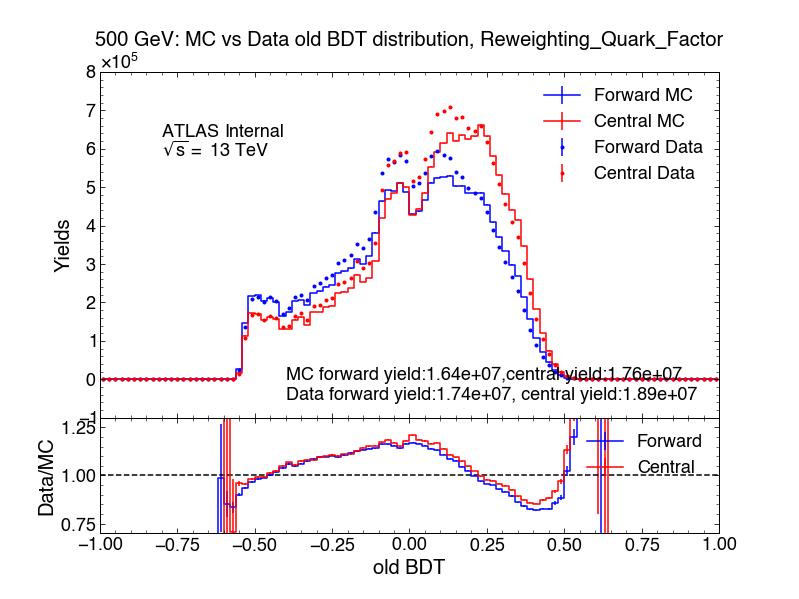 500 GeV: MC vs Data old BDT distribution, Reweighting_Quark_Factor
×10⁵
8
7
6
5
4
3
2
1
0
−1
Yields
ATLAS Internal
√s = 13 TeV
Forward MC
Central MC
Forward Data
Central Data
MC forward yield:1.64e+07,central yield:1.76e+07
Data forward yield:1.74e+07, central yield:1.89e+07
1.25
1.00
0.75
Data/MC
Forward
Central
−1.00 −0.75 −0.50 −0.25 0.00 0.25 0.50 0.75 1.00
old BDT